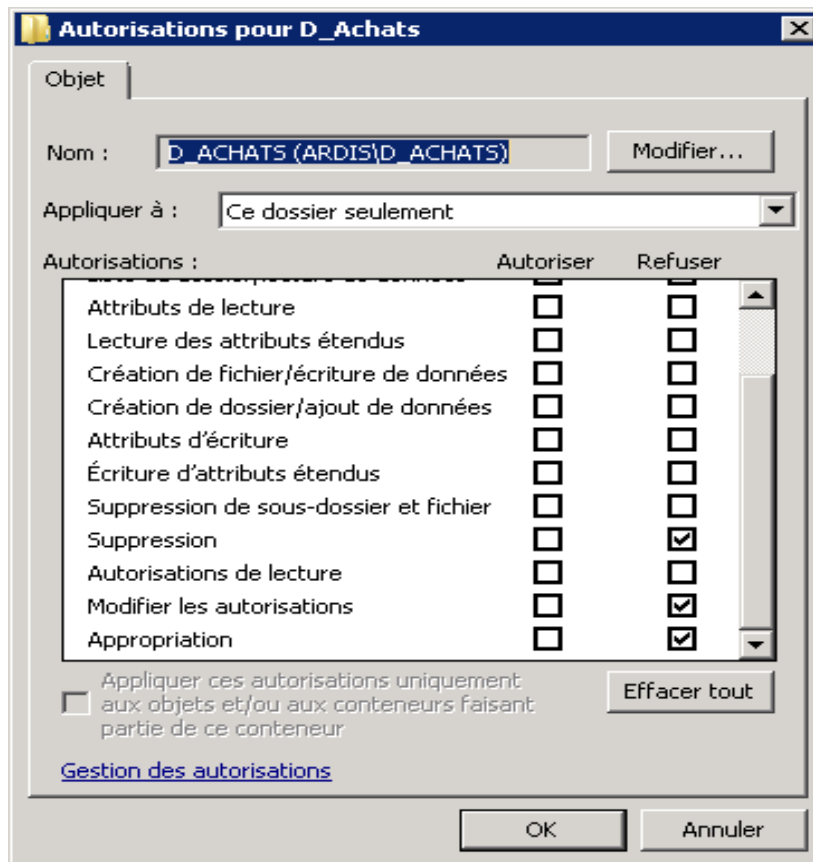 Autorisations pour D_Achats
Objet
Nom :
D_ACHATS (ARDIS\D_ACHATS)
Modifier...
Appliquer à :
Ce dossier seulement
Autorisations :
Autoriser
Refuser
Attributs de lecture
Lecture des attributs étendus
Création de fichier/écriture de données
Création de dossier/ajout de données
Attributs d'écriture
Écriture d'attributs étendus
Suppression de sous-dossier et fichier
Suppression
Autorisations de lecture
Modifier les autorisations
Appropriation
Appliquer ces autorisations uniquement
aux objets et/ou aux conteneurs faisant
partie de ce conteneur
Effacer tout
Gestion des autorisations
OK
Annuler